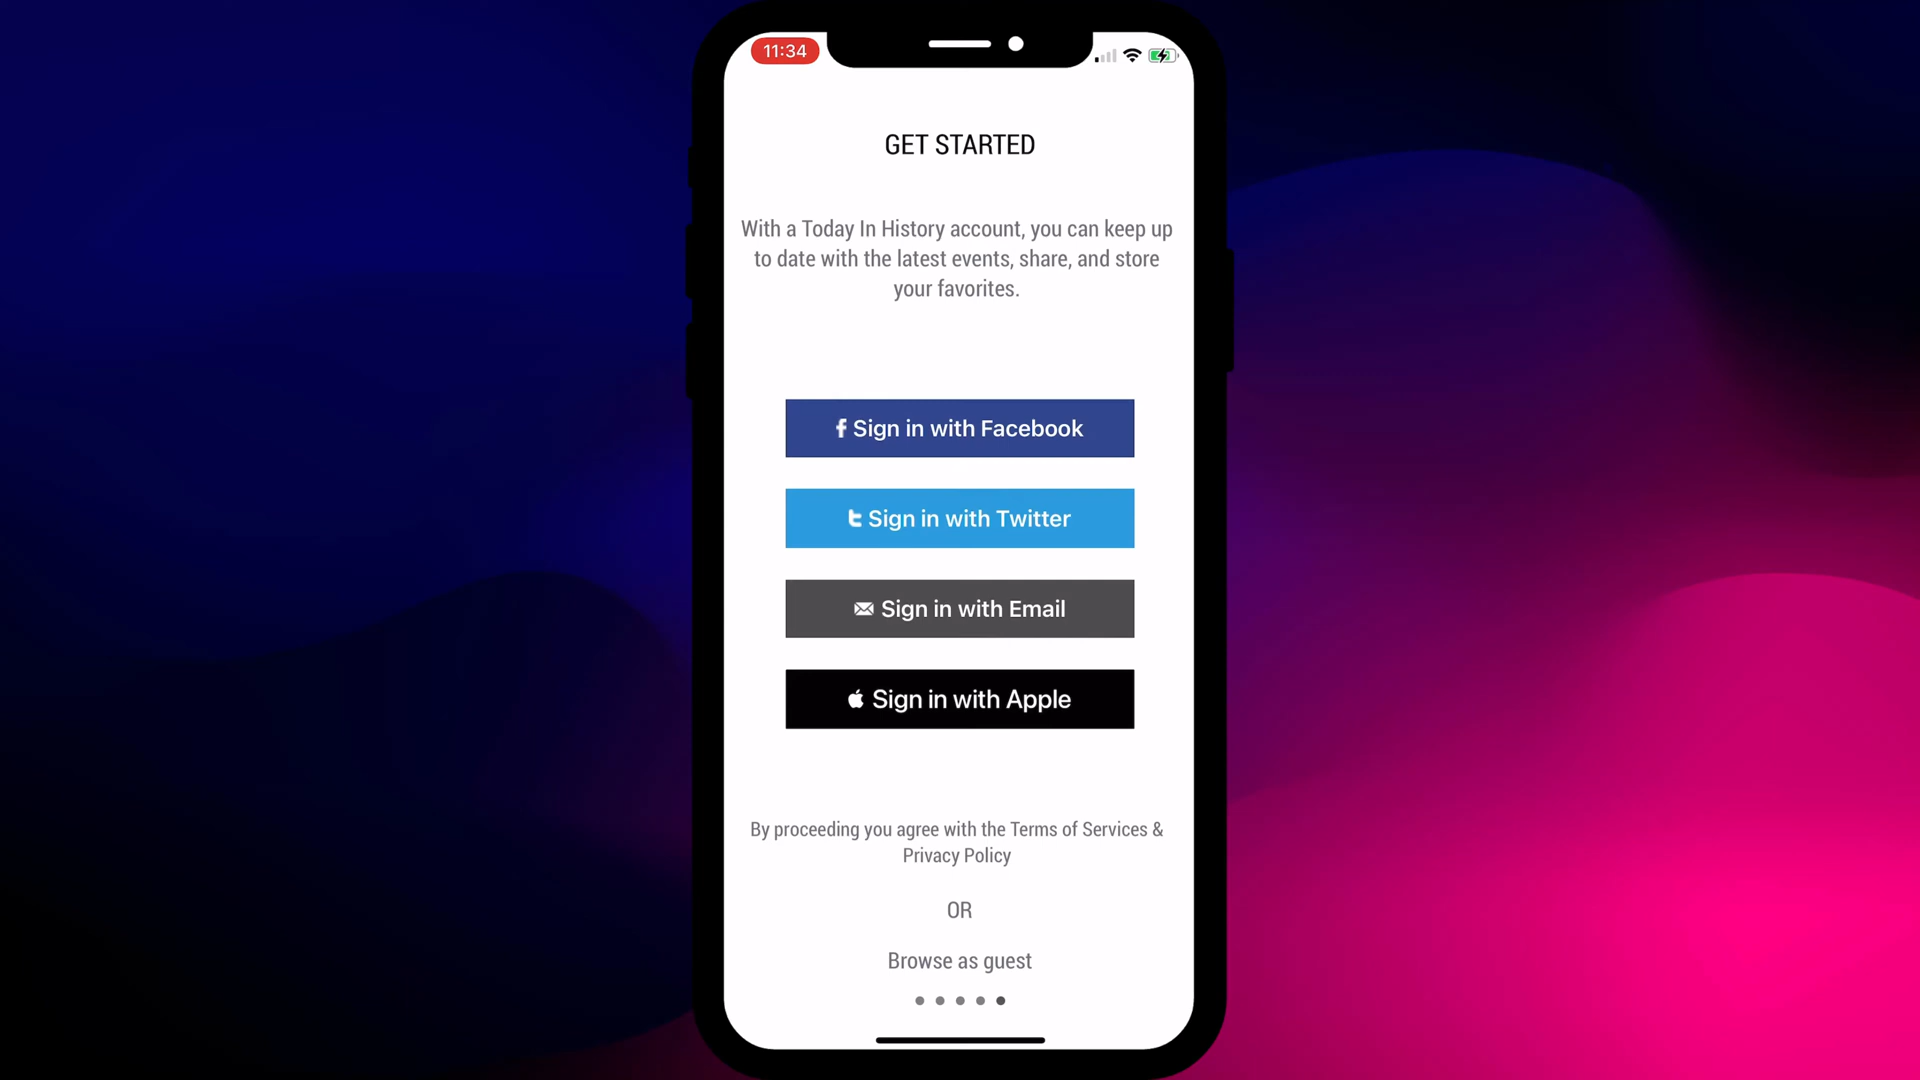 11:34
GET STARTED
With a Today In History account, you can keep up
to date with the latest events, share, and store
your favorites.
Sign in with Facebook
Sign in with Twitter
Sign in with Email
Sign in with Apple
By proceeding you agree with the Terms of Services &
Privacy Policy
OR
Browse as guest